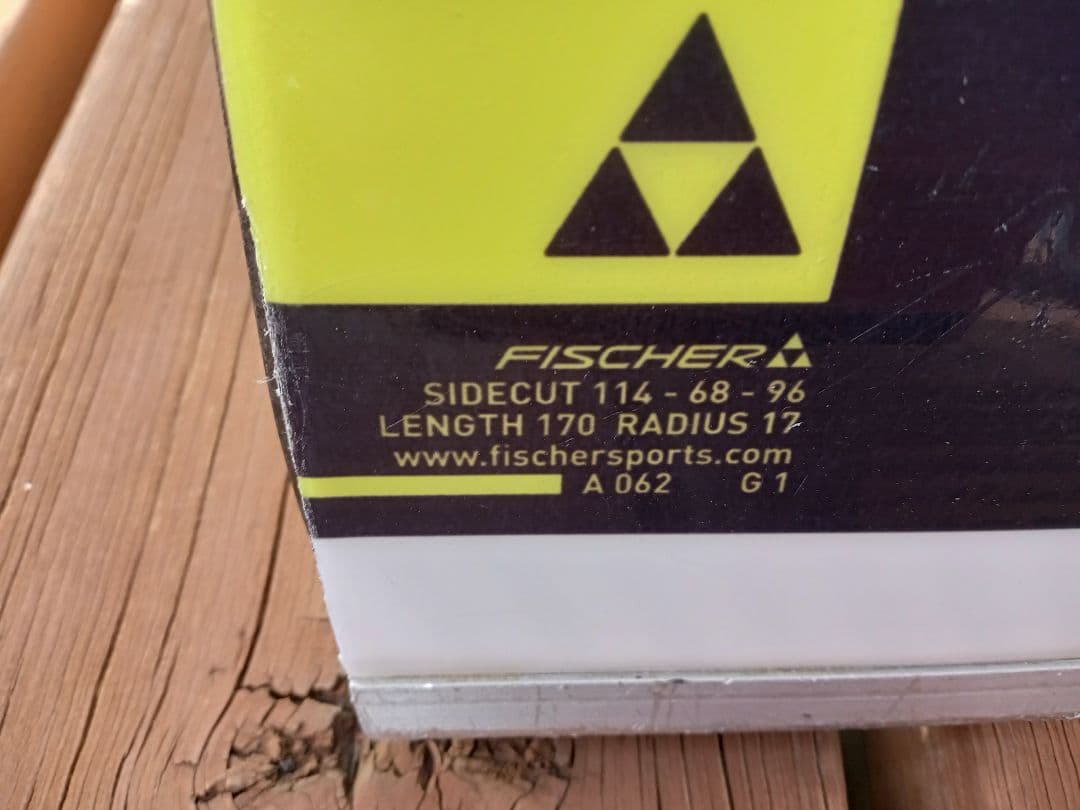 FISCHER
SIDECUT 114 - 68 - 96
LENGTH 170 RADIUS 17
www.fischersports.com
A 062 G 1